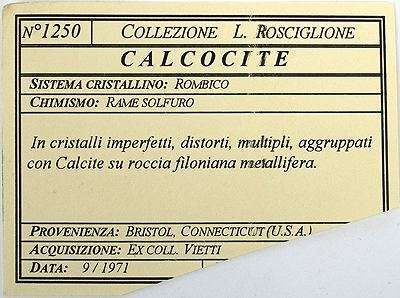 N°1250 COLLEZIONE L. ROSCIGLIONE
CALCOCITE
SISTEMA CRISTALLINO: ROMBICO
CHIMISMO: RAME SOLFURO
In cristalli imperfetti, distorti, multipli, aggruppati
con Calcite su roccia filoniana metallifera.
PROVENIENZA: BRISTOL, CONNECTICUT (U.S.A.)
ACQUISIZIONE: EX COLL. VIETTI
DATA: 9/1971